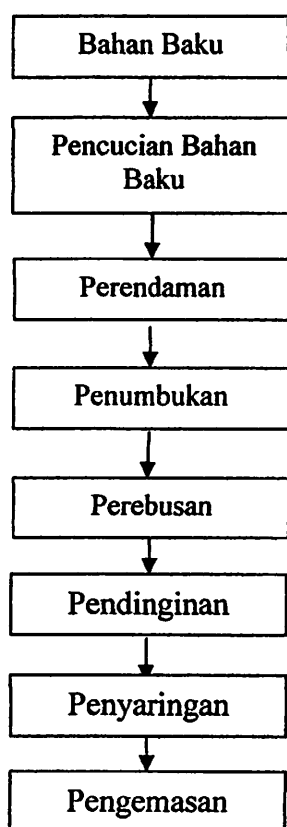 Bahan Baku
Pencucian Bahan
Baku
Perendaman
Penumbukan
Perebusan
Pendinginan
Penyaringan
Pengemasan